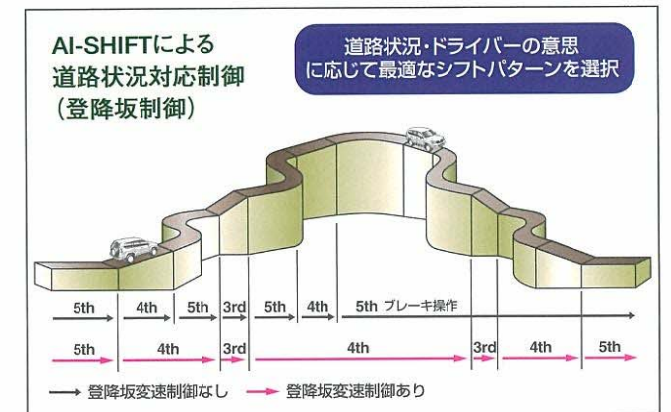 AI-SHIFTによる
道路状況対応制御
(登降坂制御)
道路状況・ドライバーの意思
に応じて最適なシフトパターンを選択
5th 4th 5th 3rd 5th 4th 5th ブレーキ操作
5th 4th 3rd 4th 3rd 4th 5th
登降坂変速制御なし 登降坂変速制御あり